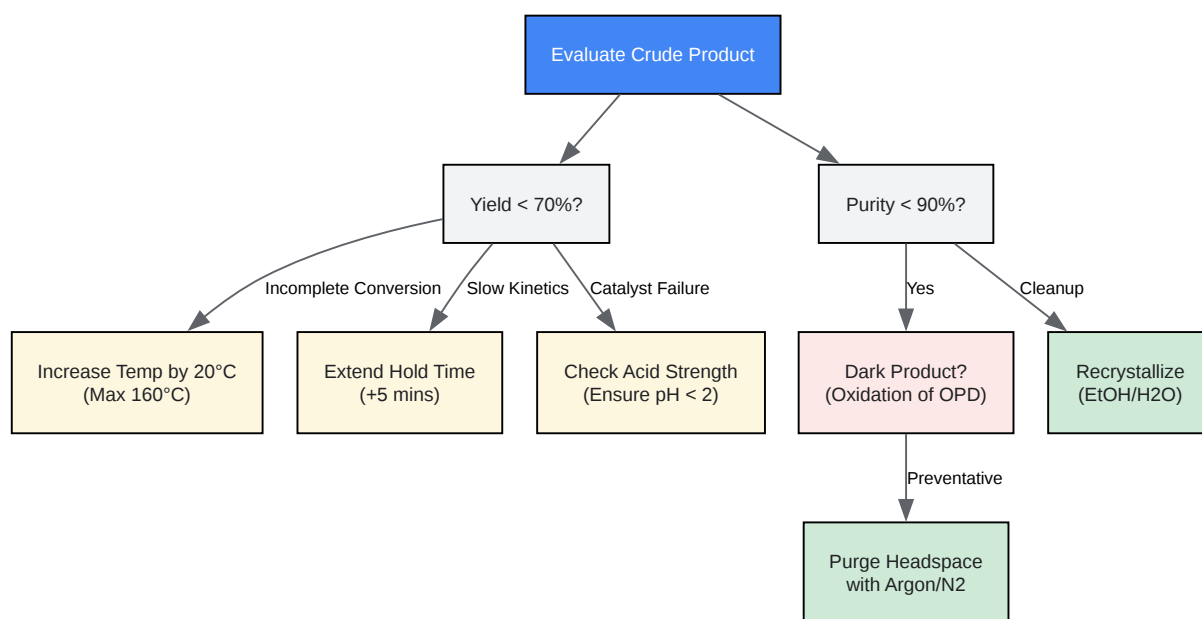 Evaluate Crude Product
Yield < 70%?
Purity < 90%?
Incomplete Conversion
Slow Kinetics
Catalyst Failure
Yes
Cleanup
Increase Temp by 20°C
(Max 160°C)
Extend Hold Time
(+5 mins)
Check Acid Strength
(Ensure pH < 2)
Dark Product?
(Oxidation of OPD)
Recrystallize
(EtOH/H2O)
Preventative
Purge Headspace
with Argon/N2